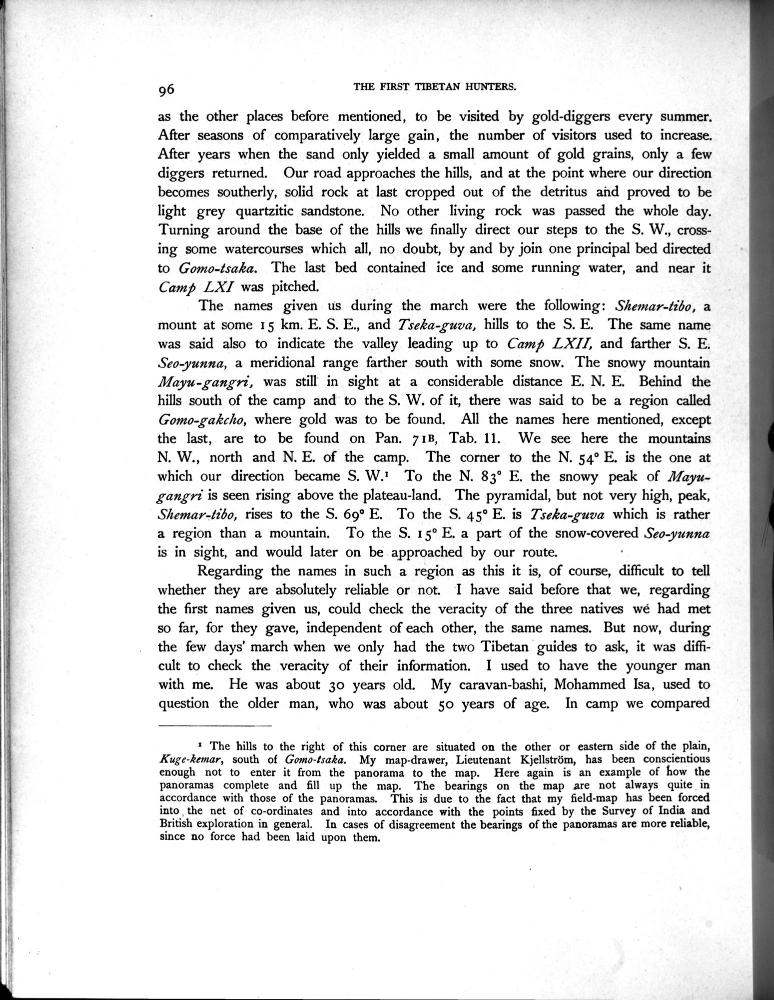 96
THE FIRST TIBETAN HUNTERS.
as the other places before mentioned, to be visited by gold-diggers every summer.
After seasons of comparatively large gain, the number of visitors used to increase.
After years when the sand only yielded a small amount of gold grains, only a few
diggers returned. Our road approaches the hills, and at the point where our direction
becomes southerly, solid rock at last cropped out of the detritus and proved to be
light grey quartzitic sandstone. No other living rock was passed the whole day.
Turning around the base of the hills we finally direct our steps to the S. W., cross-
ing some watercourses which all, no doubt, by and by join one principal bed directed
to Gomo-tsaka. The last bed contained ice and some running water, and near it
Camp LXI was pitched.
The names given us during the march were the following: Shemar-tibo, a
mount at some 15 km. E. S. E., and Tseka-guva, hills to the S. E. The same name
was said also to indicate the valley leading up to Camp LXII, and farther S. E.
Seo-yunna, a meridional range farther south with some snow. The snowy mountain
Mayu-gangri, was still in sight at a considerable distance E. N. E. Behind the
hills south of the camp and to the S. W. of it, there was said to be a region called
Gomo-gakcho, where gold was to be found. All the names here mentioned, except
the last, are to be found on Pan. 71B, Tab. 11. We see here the mountains
N. W., north and N. E. of the camp. The corner to the N. 54° E. is the one at
which our direction became S. W.¹ To the N. 83° E. the snowy peak of Mayu-
gangri is seen rising above the plateau-land. The pyramidal, but not very high, peak,
Shemar-tibo, rises to the S. 69° E. To the S. 45° E. is Tseka-guva which is rather
a region than a mountain. To the S. 15° E. a part of the snow-covered Seo-yunna
is in sight, and would later on be approached by our route.
Regarding the names in such a region as this it is, of course, difficult to tell
whether they are absolutely reliable or not. I have said before that we, regarding
the first names given us, could check the veracity of the three natives we had met
so far, for they gave, independent of each other, the same names. But now, during
the few days' march when we only had the two Tibetan guides to ask, it was diffi-
cult to check the veracity of their information. I used to have the younger man
with me. He was about 30 years old. My caravan-bashi, Mohammed Isa, used to
question the older man, who was about 50 years of age. In camp we compared
¹ The hills to the right of this corner are situated on the other or eastern side of the plain,
Kuge-kemar, south of Gomo-tsaka. My map-drawer, Lieutenant Kjellström, has been conscientious
enough not to enter it from the panorama to the map. Here again is an example of how the
panoramas complete and fill up the map. The bearings on the map are not always quite in
accordance with those of the panoramas. This is due to the fact that my field-map has been forced
into the net of co-ordinates and into accordance with the points fixed by the Survey of India and
British exploration in general. In cases of disagreement the bearings of the panoramas are more reliable,
since no force had been laid upon them.